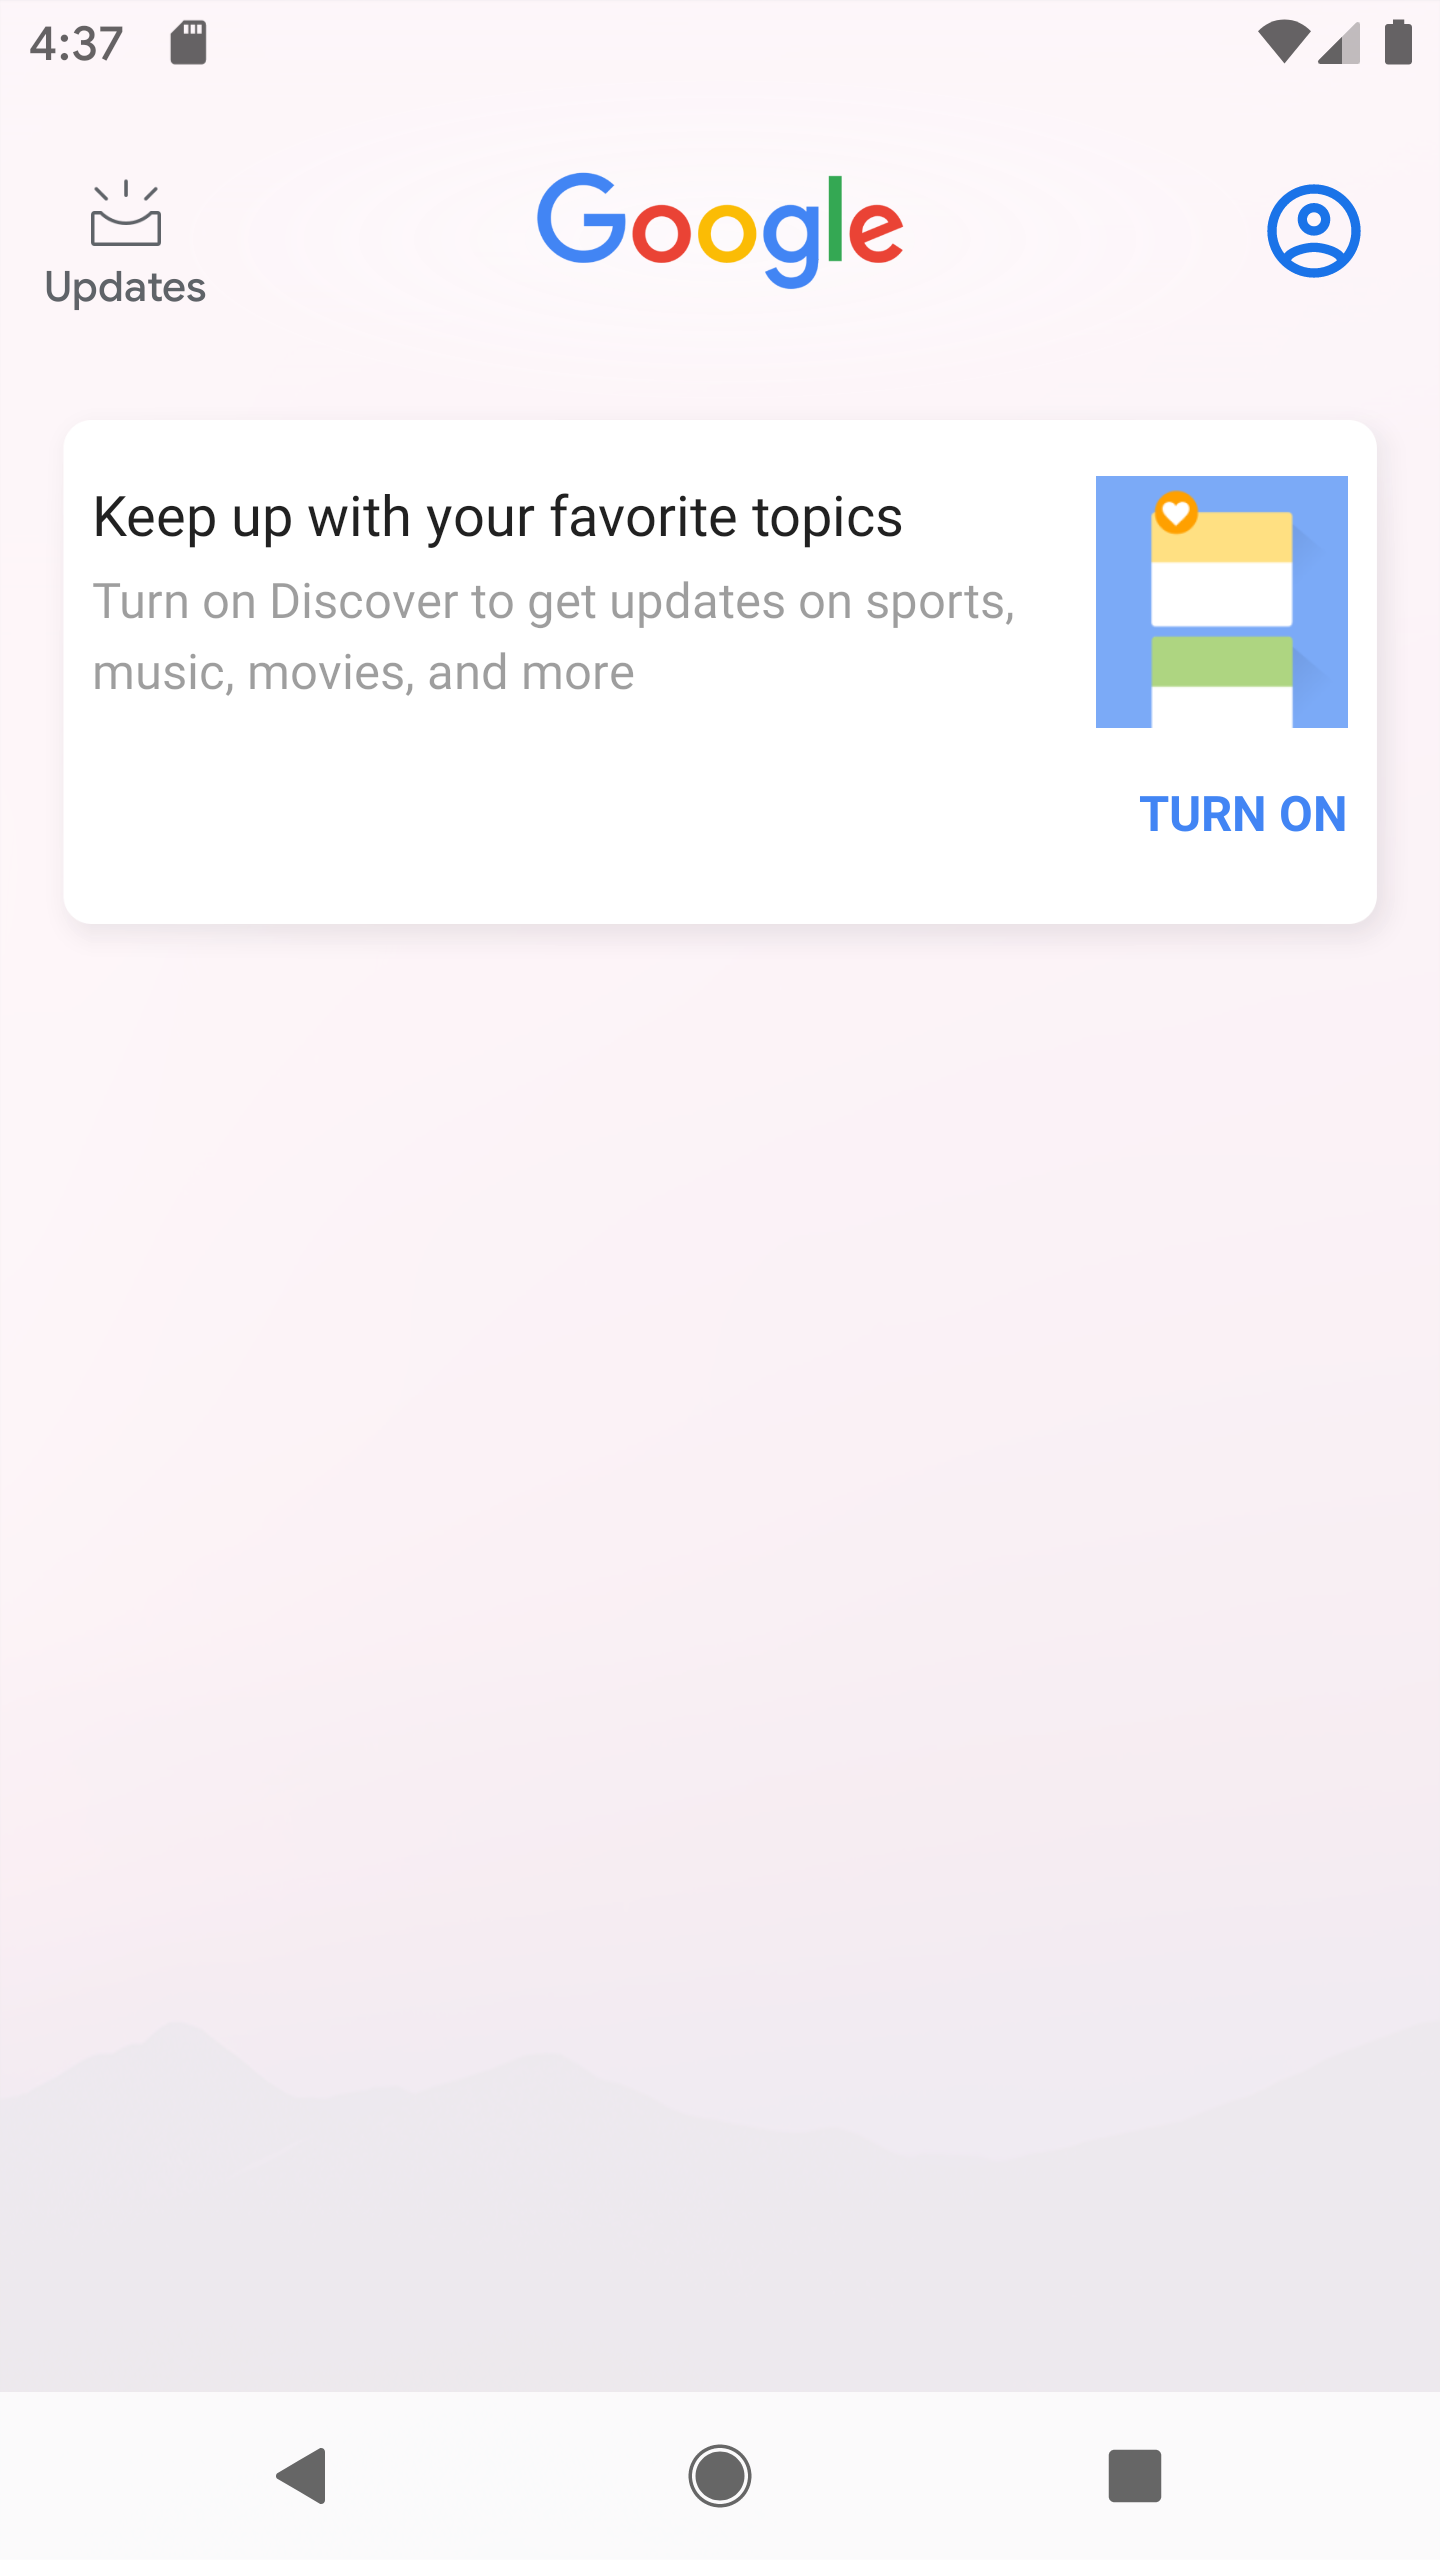 4:37
Updates
Google
Keep up with your favorite topics
Turn on Discover to get updates on sports,
music, movies, and more
TURN ON